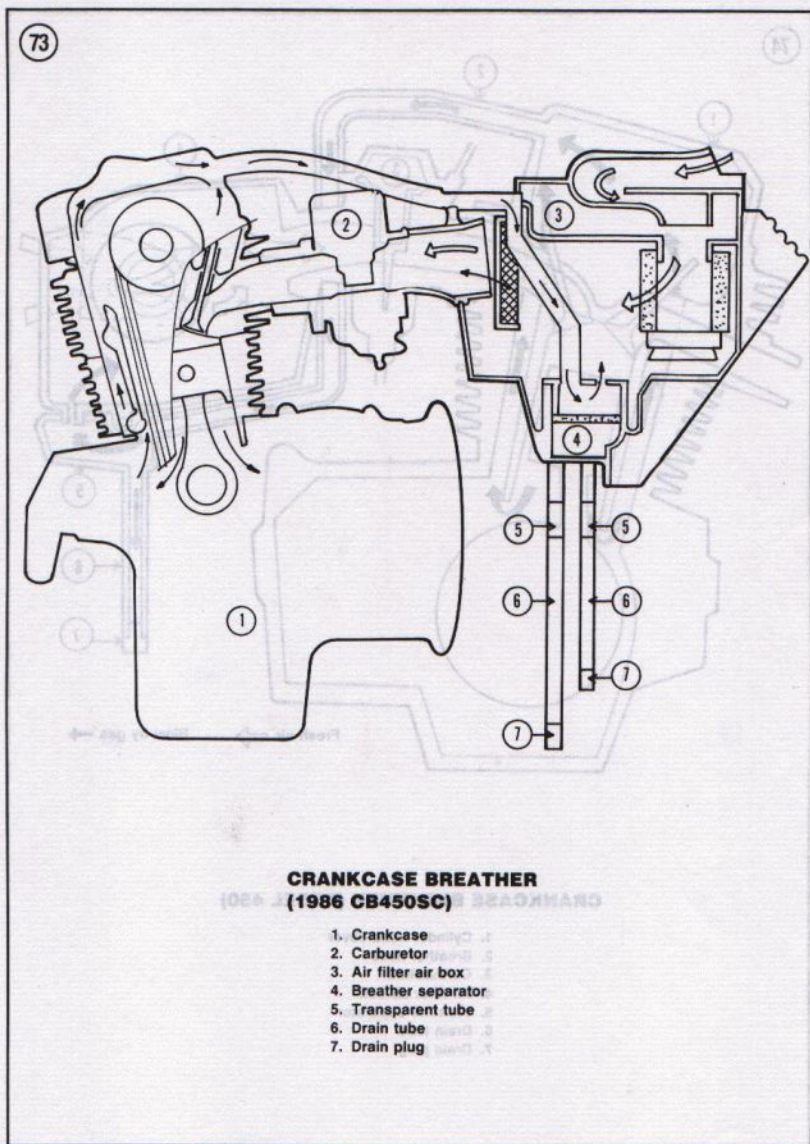 73
2
3
4
5
5
6
6
1
7
7
CRANKCASE BREATHER
(1986 CB450SC)
1. Crankcase
2. Carburetor
3. Air filter air box
4. Breather separator
5. Transparent tube
6. Drain tube
7. Drain plug